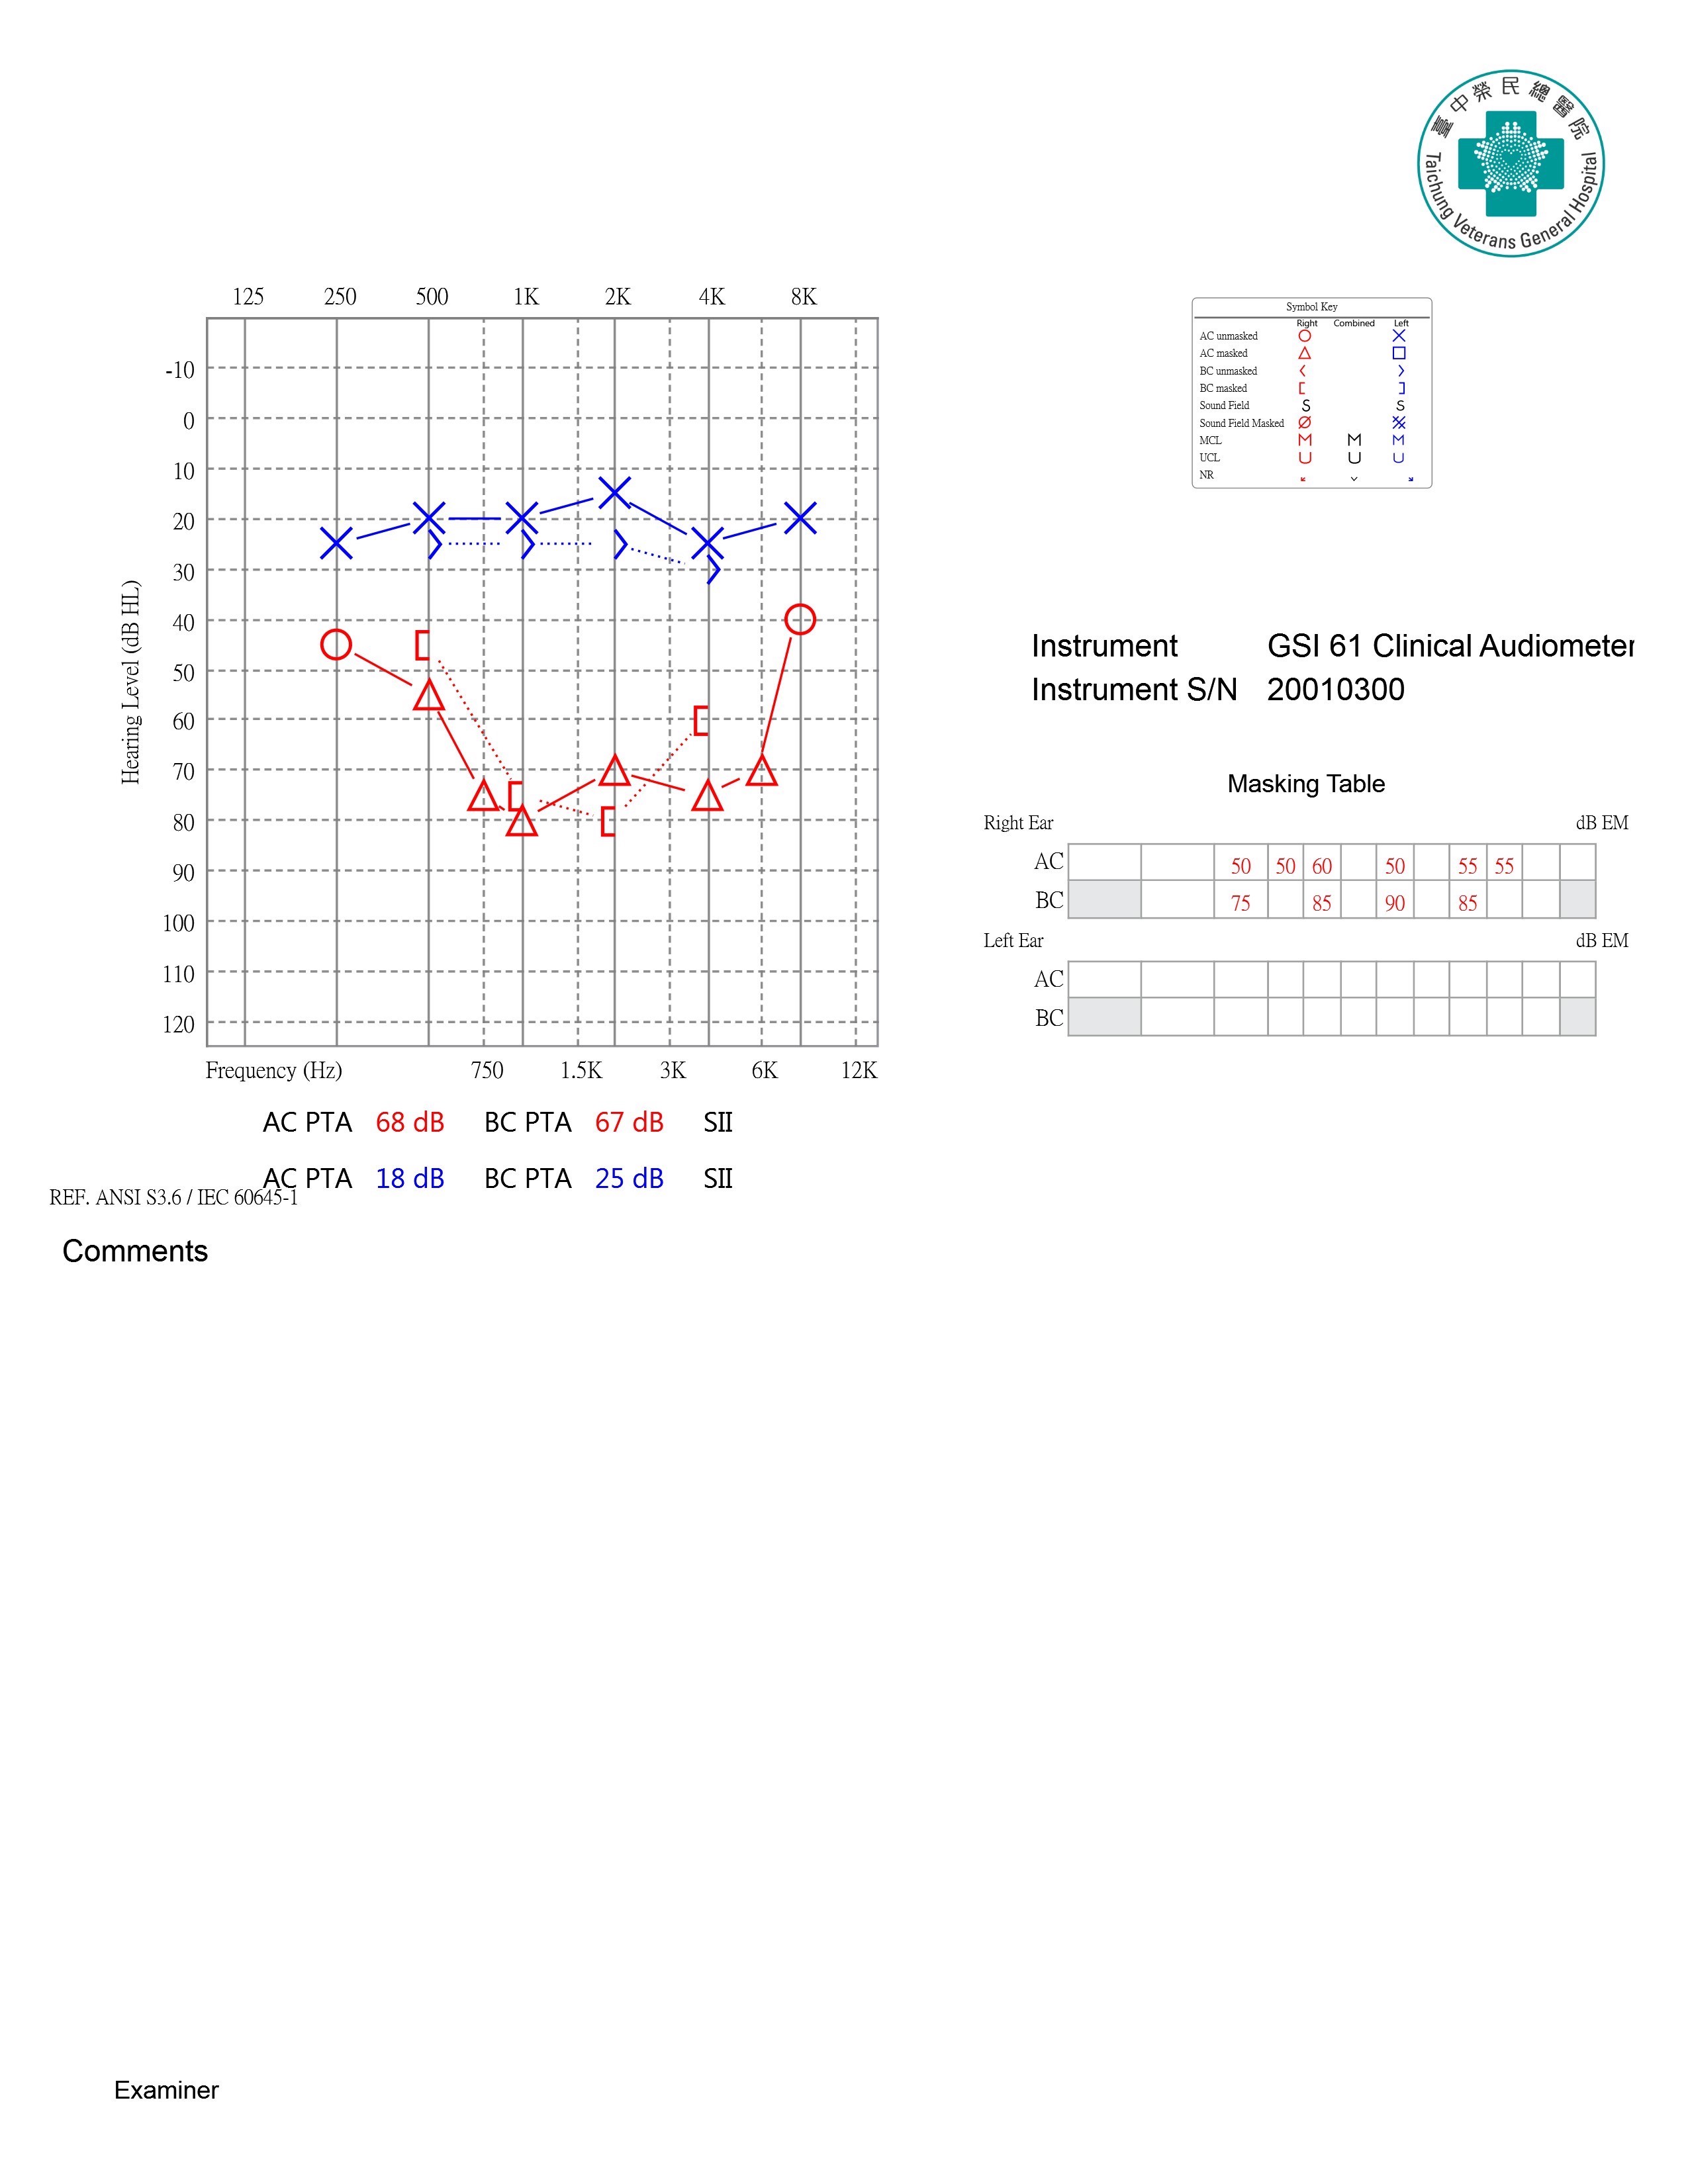 臺中榮民總醫院
Taichung Veterans General Hospital
125 250 500 1K 2K 4K 8K
Symbol Key
Right Combined Left
AC unmasked
AC masked
BC unmasked
BC masked
Sound Field S S
Sound Field Masked
MCL M M M
UCL U U U
NR
-10
0
10
20
30
40
50
60
70
80
90
100
110
120
Hearing Level (dB HL)
Frequency (Hz) 750 1.5K 3K 6K 12K
Instrument GSI 61 Clinical Audiometer
Instrument S/N 20010300
Masking Table
Right Ear dB EM
AC 50 50 60 50 55 55
BC 75 85 90 85
Left Ear dB EM
AC
BC
AC PTA 68 dB BC PTA 67 dB SII
AC PTA 18 dB BC PTA 25 dB SII
REF. ANSI S3.6 / IEC 60645-1
Comments
Examiner